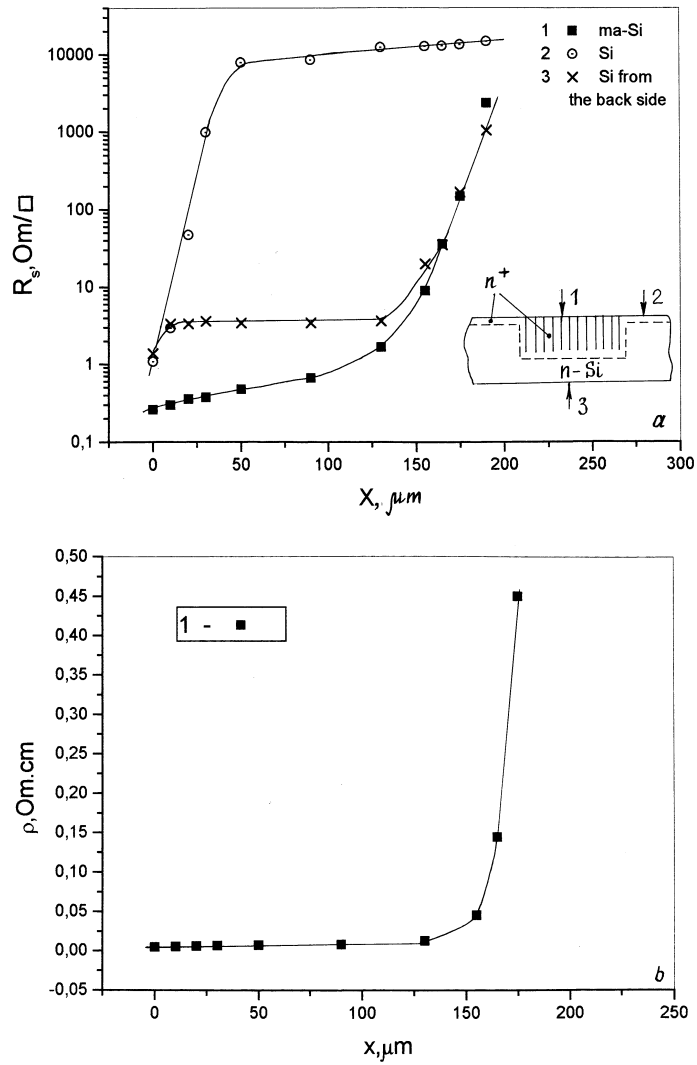 10000
1000
100
10
1
0,1
Rs,Om/□
1 ■ ma-Si
2 ⊙ Si
3 × Si from
the back side
n+
1
2
n-Si
3
a
0 50 100 150 200 250 300
X, μm
0,50
0,45
0,40
0,35
0,30
0,25
0,20
0,15
0,10
0,05
0,00
-0,05
ρ,Om.cm
1 - ■
b
0 50 100 150 200 250
x,μm